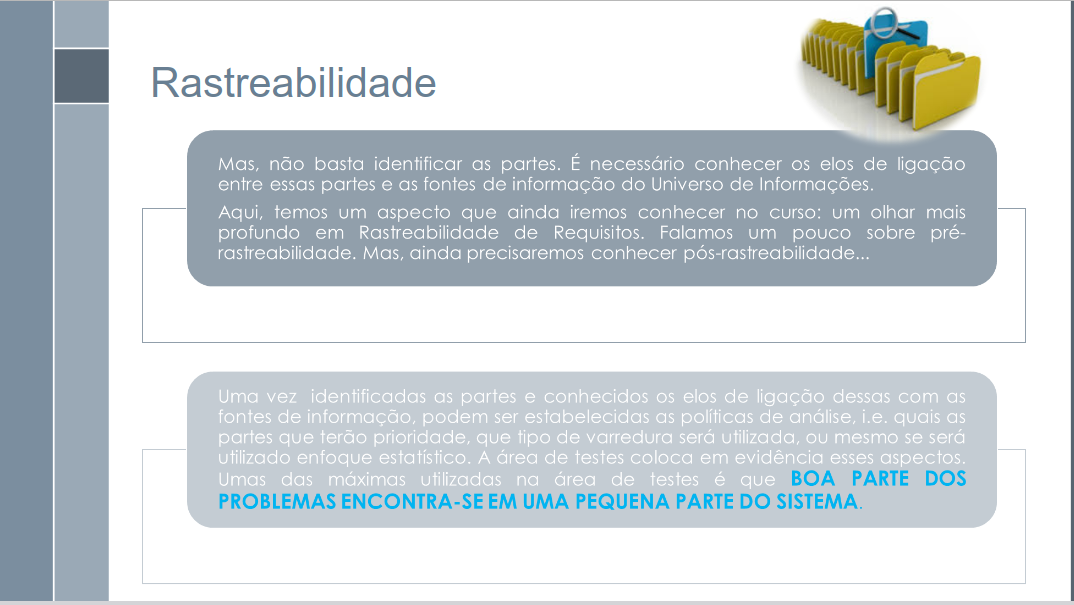 Rastreabilidade
Mas, não basta identificar as partes. É necessário conhecer os elos de ligação
entre essas partes e as fontes de informação do Universo de Informações.
Aqui, temos um aspecto que ainda iremos conhecer no curso: um olhar mais
profundo em Rastreabilidade de Requisitos. Falamos um pouco sobre pré-
rastreabilidade. Mas, ainda precisaremos conhecer pós-rastreabilidade...
Uma vez identificadas as partes e conhecidos os elos de ligação dessas com as
fontes de informação, podem ser estabelecidas as políticas de análise, i.e. quais as
partes que terão prioridade, que tipo de varredura será utilizada, ou mesmo se será
utilizado enfoque estatístico. A área de testes coloca em evidência esses aspectos.
Umas das máximas utilizadas na área de testes é que BOA PARTE DOS
PROBLEMAS ENCONTRA-SE EM UMA PEQUENA PARTE DO SISTEMA.